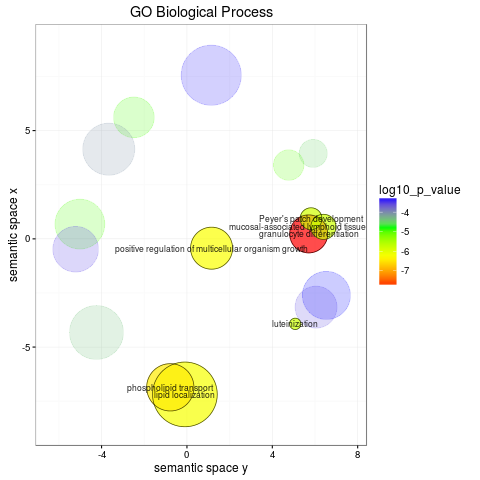 GO Biological Process
5
0
-5
-4
0
4
8
semantic space x
semantic space y
Peyer's patch development
mucosal-associated lymphoid tissue
granulocyte differentiation
positive regulation of multicellular organism growth
luteinization
phospholipid transport
lipid localization
log10_p_value
-4
-5
-6
-7